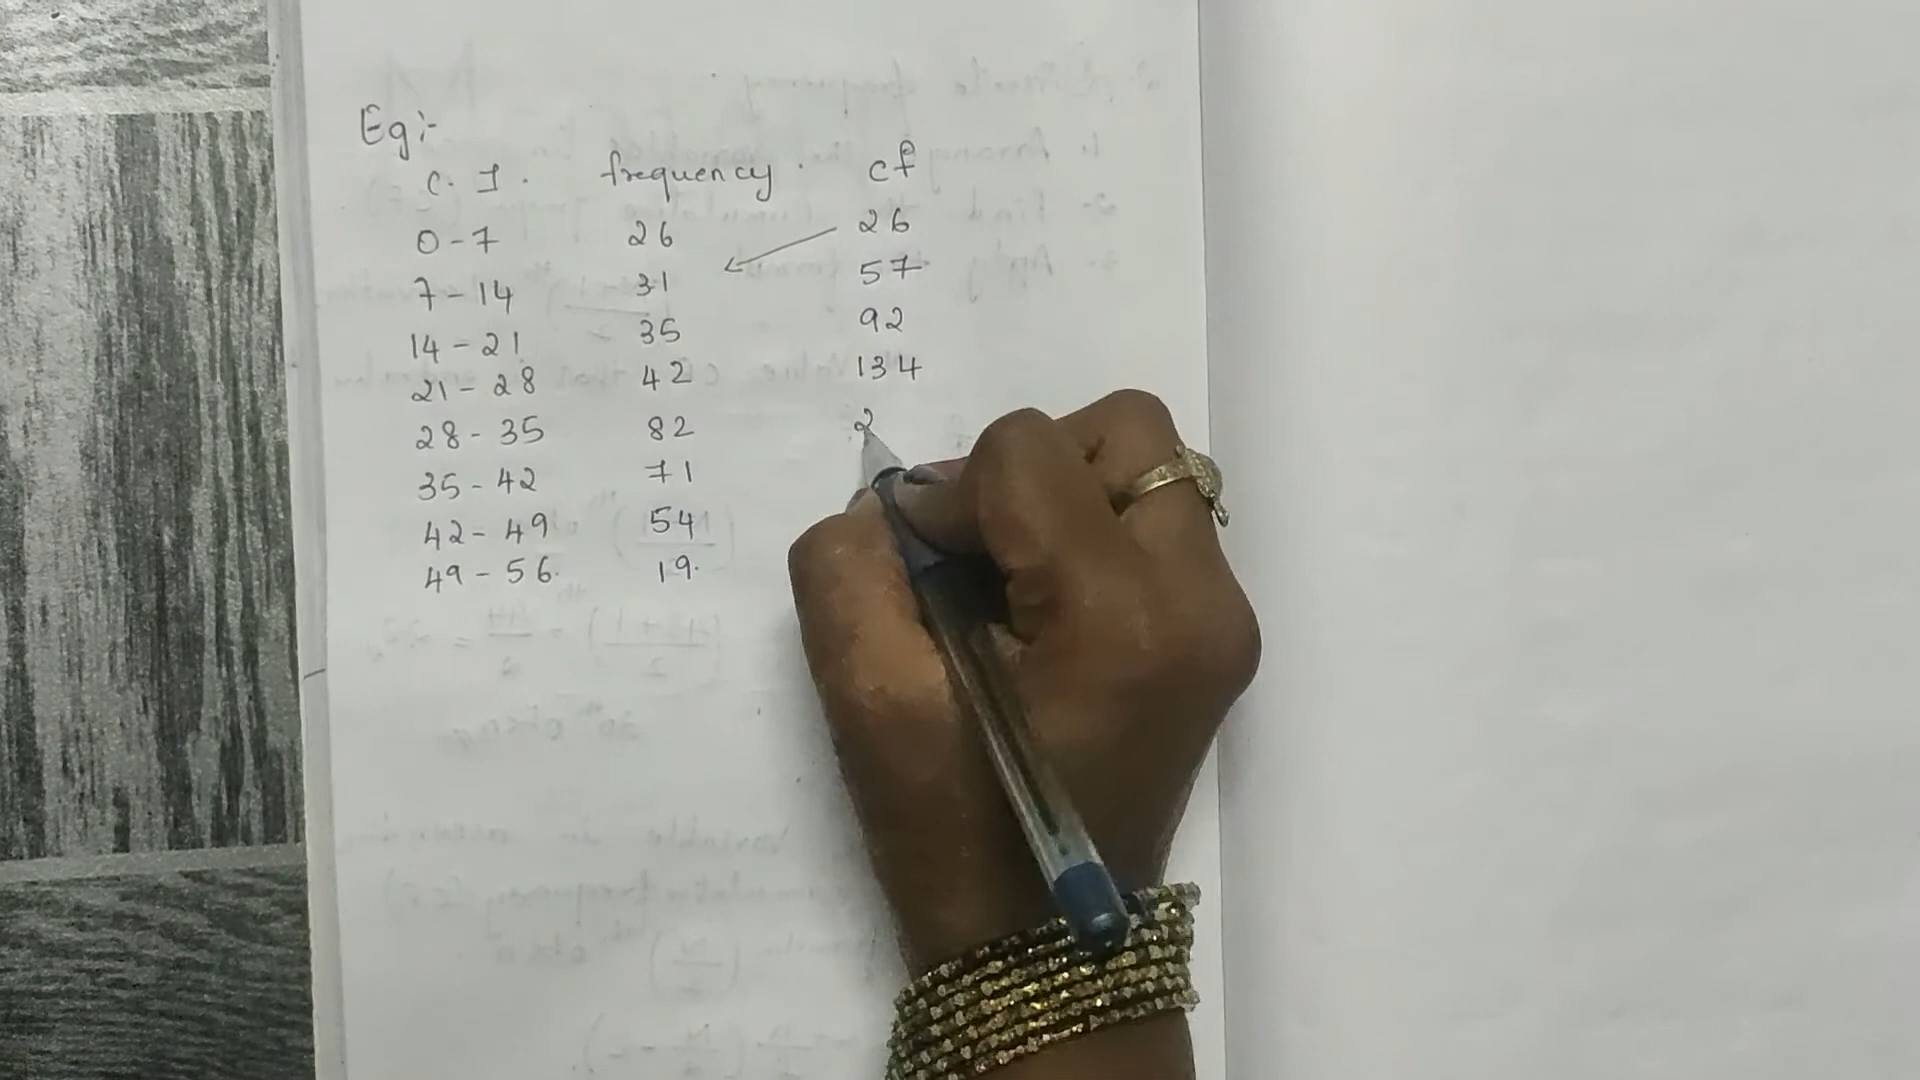 Eg:-
C.I. frequency. cf
0-7 26 26
7-14 31 57
14-21 35 92
21-28 42 134
28-35 82 2
35-42 71
42-49 54
49-56. 19.